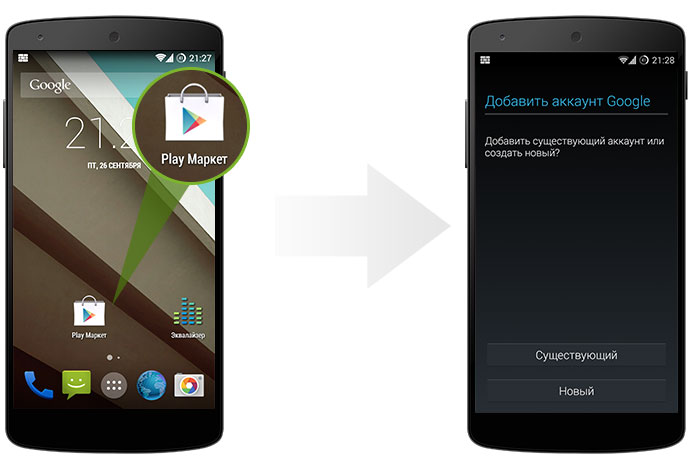 21:27
Google
21:2
ПТ, 26 СЕНТЯБРЯ
Play Маркет
Play Маркет
Эквалайзер
21:28
Добавить аккаунт Google
Добавить существующий аккаунт или
создать новый?
Существующий
Новый